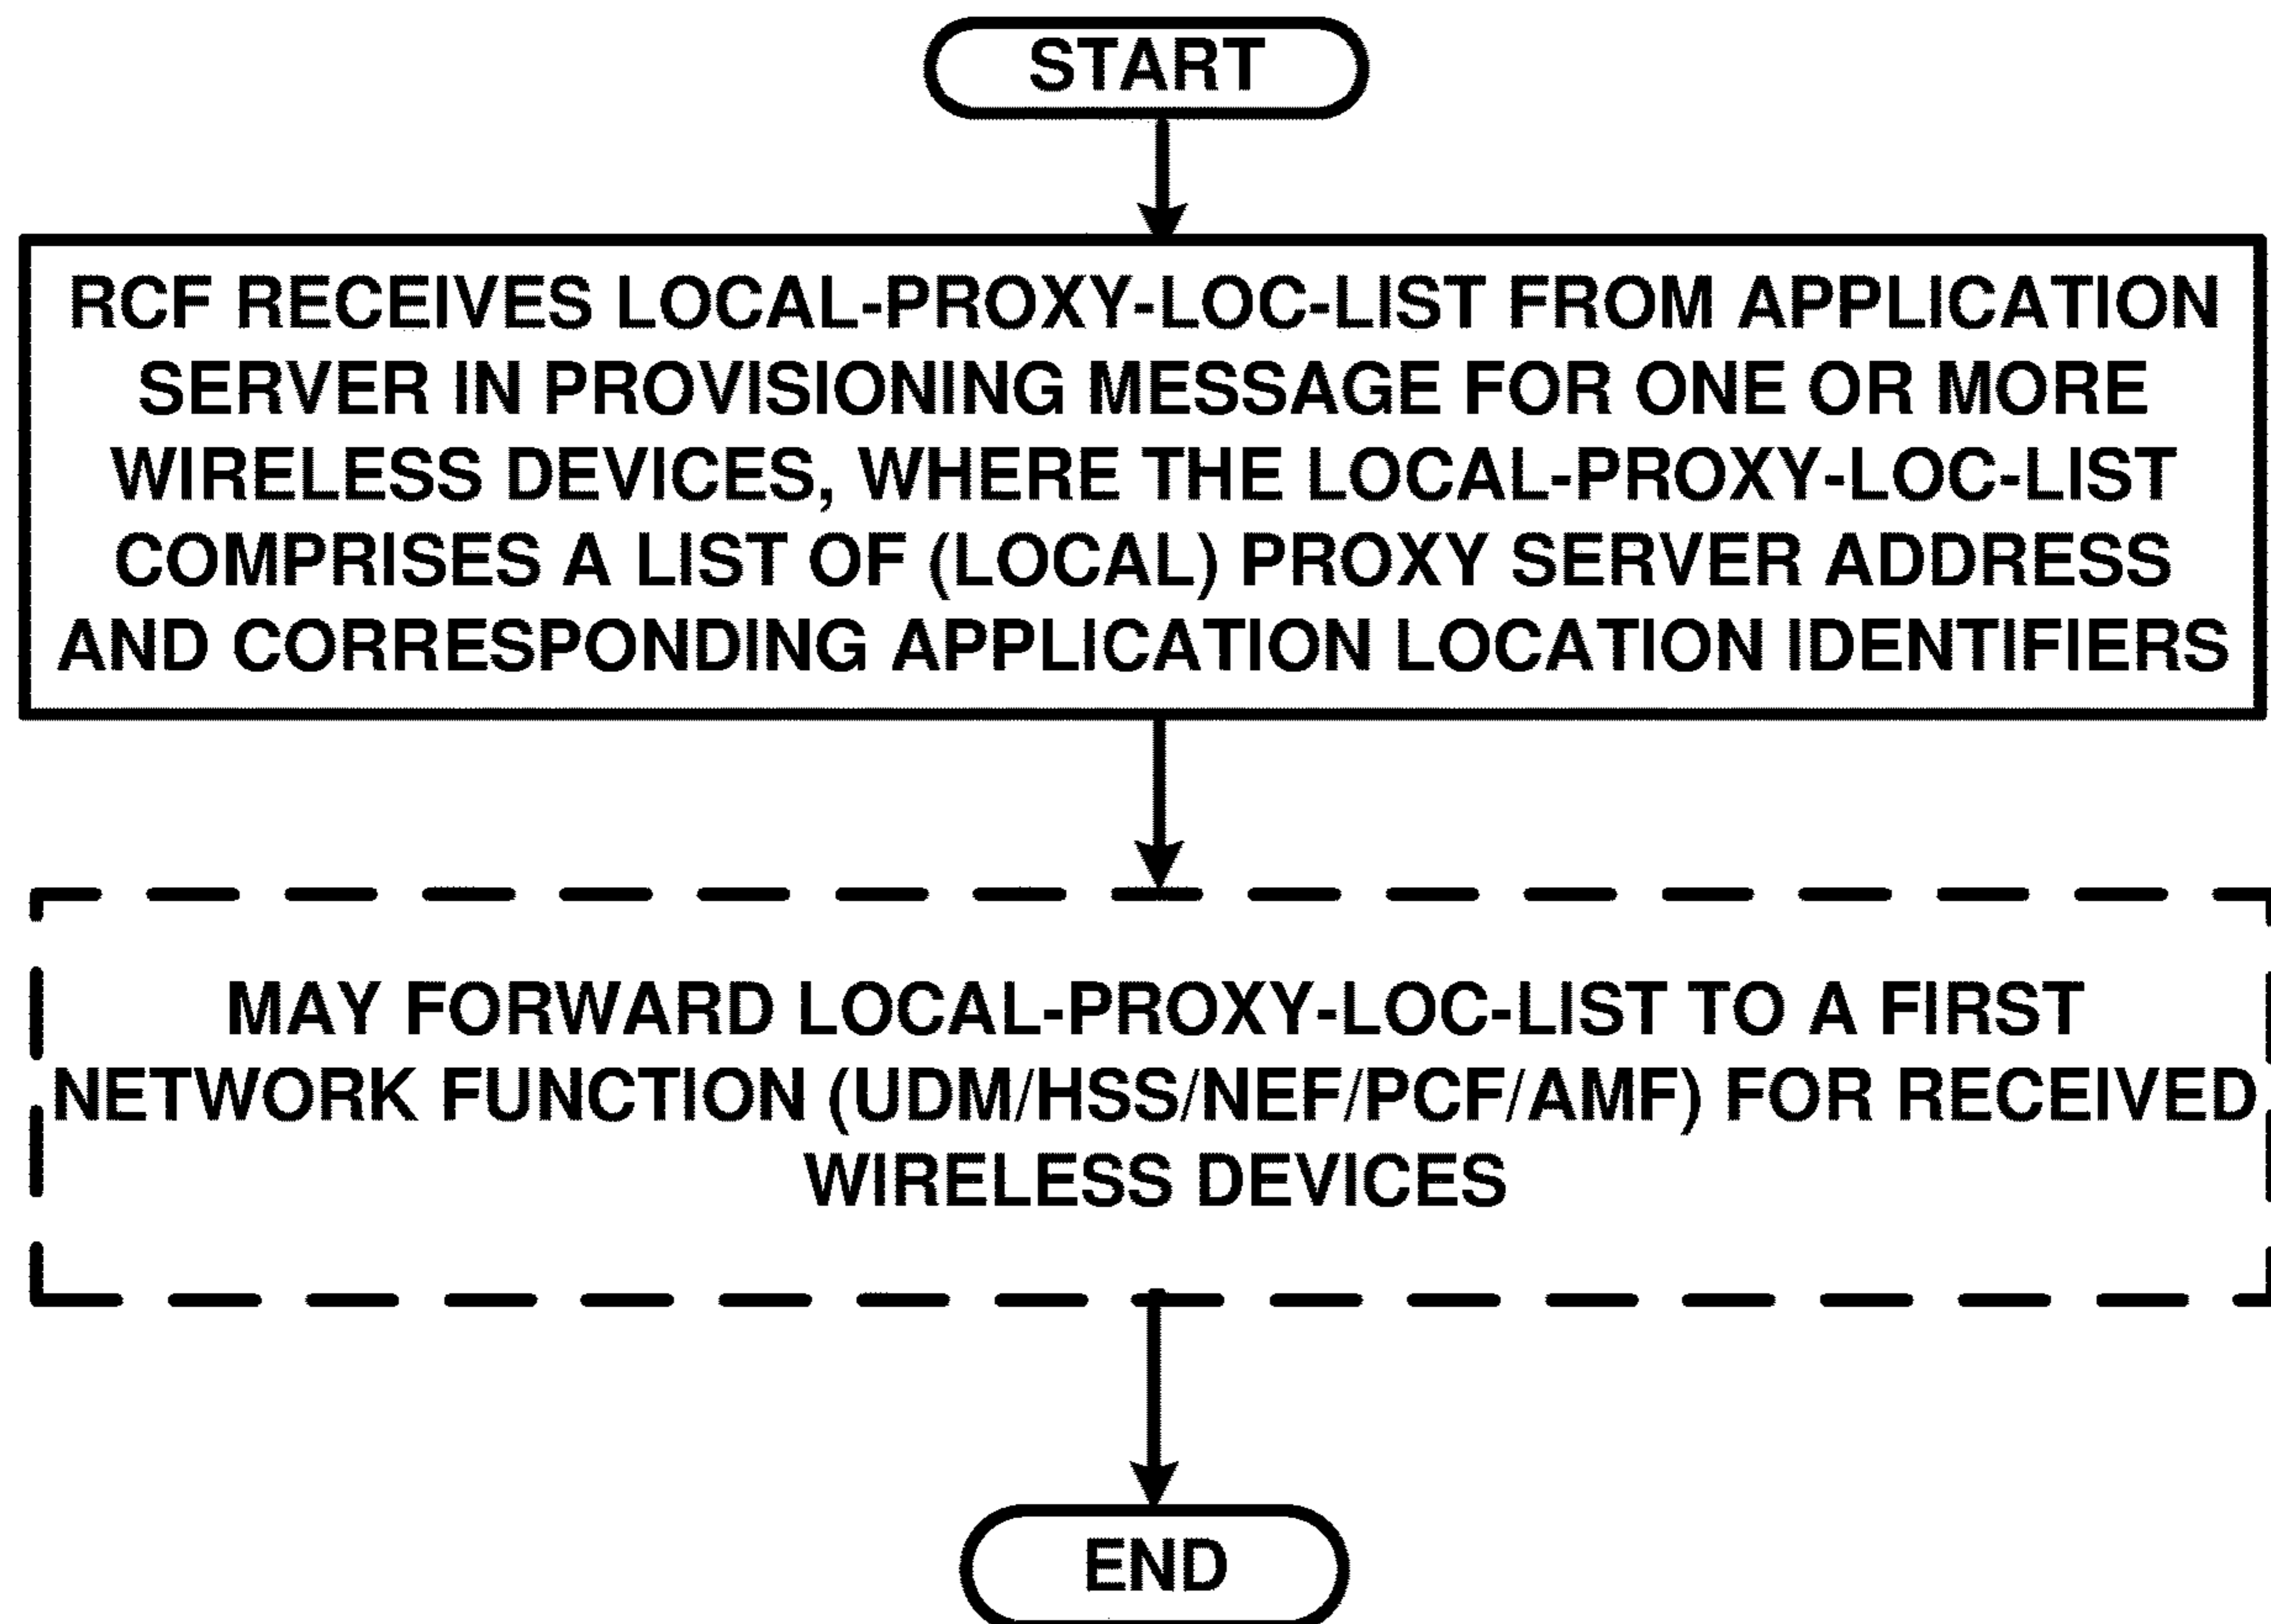 START
RCF RECEIVES LOCAL-PROXY-LOC-LIST FROM APPLICATION
SERVER IN PROVISIONING MESSAGE FOR ONE OR MORE
WIRELESS DEVICES, WHERE THE LOCAL-PROXY-LOC-LIST
COMPRISES A LIST OF (LOCAL) PROXY SERVER ADDRESS
AND CORRESPONDING APPLICATION LOCATION IDENTIFIERS
MAY FORWARD LOCAL-PROXY-LOC-LIST TO A FIRST
NETWORK FUNCTION (UDM/HSS/NEF/PCF/AMF) FOR RECEIVED
WIRELESS DEVICES
END